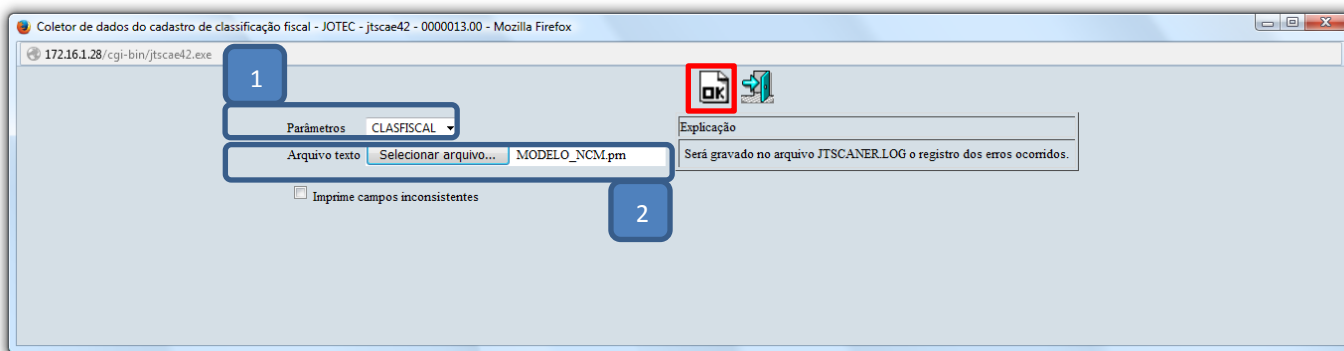 Coletor de dados do cadastro de classificação fiscal - JOTEC - jtscae42 - 0000013.00 - Mozilla Firefox
172.16.1.28/cgi-bin/jtscae42.exe
1
OK
Parâmetros CLASFISCAL
Explicação
Arquivo texto Selecionar arquivo... MODELO_NCM.prn
Será gravado no arquivo JTSCANER.LOG o registro dos erros ocorridos.
Imprime campos inconsistentes
2